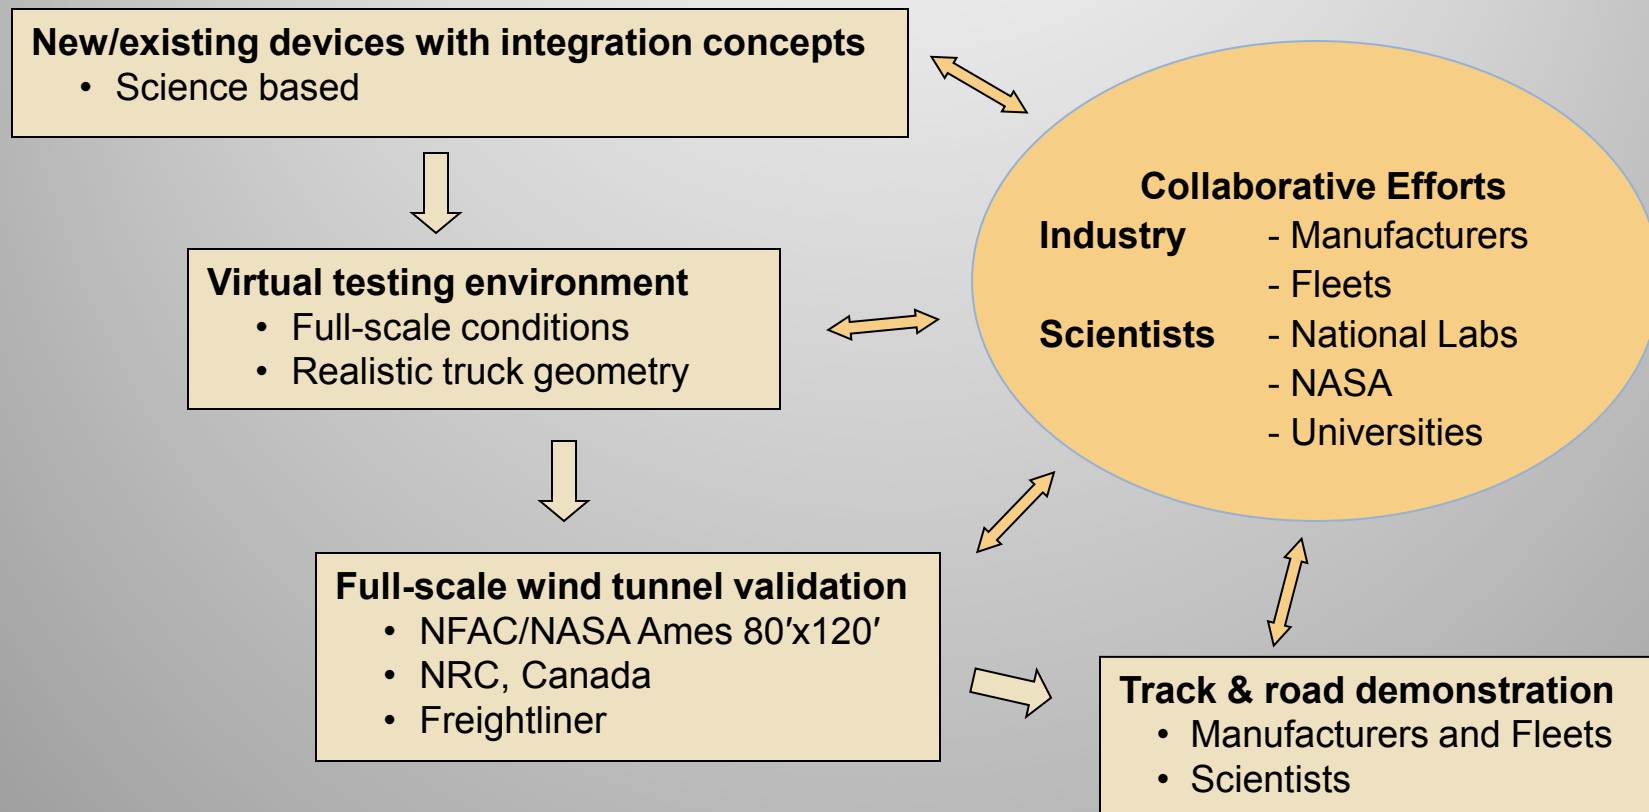 New/existing devices with integration concepts
• Science based
Virtual testing environment
• Full-scale conditions
• Realistic truck geometry
Full-scale wind tunnel validation
• NFAC/NASA Ames 80′x120′
• NRC, Canada
• Freightliner
Collaborative Efforts
Industry - Manufacturers
- Fleets
Scientists - National Labs
- NASA
- Universities
Track & road demonstration
• Manufacturers and Fleets
• Scientists